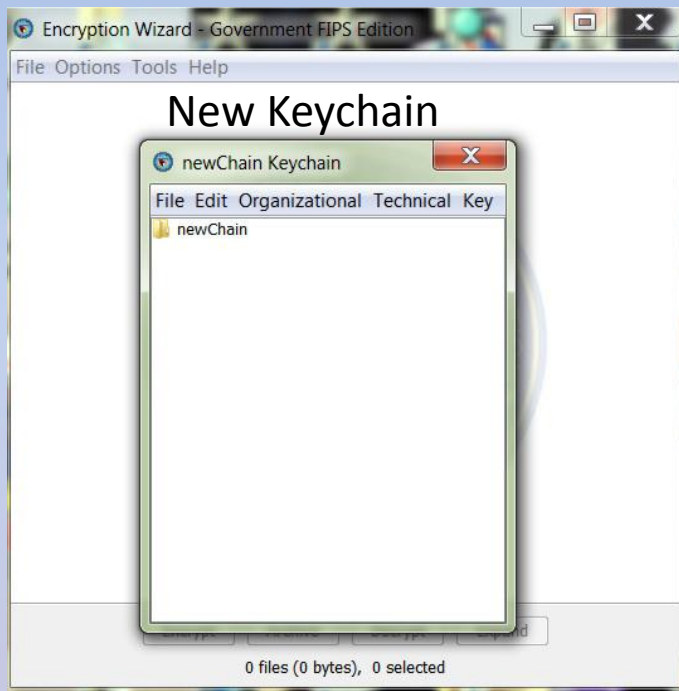 Encryption Wizard - Government FIPS Edition
File Options Tools Help
New Keychain
newChain Keychain
File Edit Organizational Technical Key
newChain
0 files (0 bytes), 0 selected